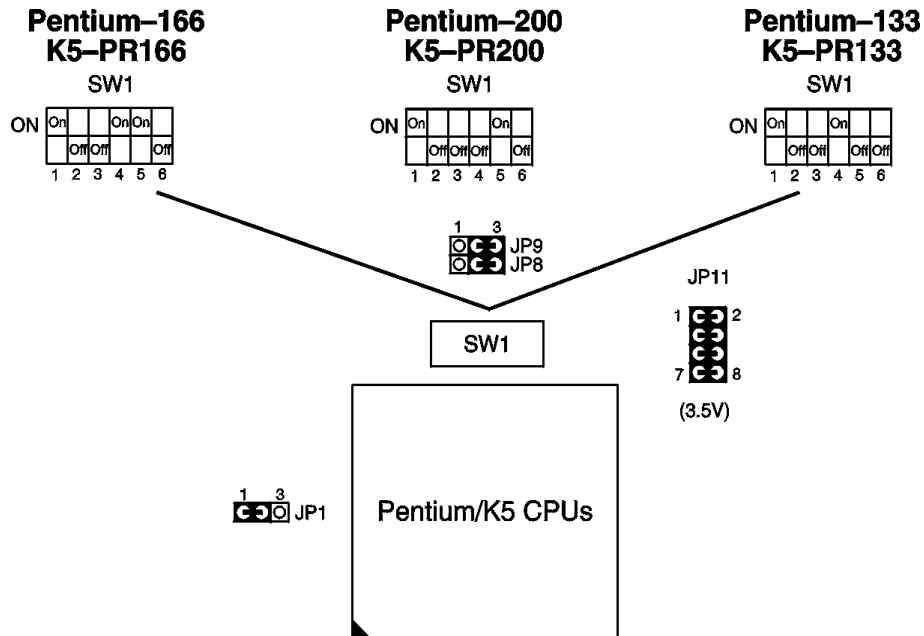 Pentium–166
K5–PR166
SW1
ON
On On On
Off Off Off
1 2 3 4 5 6
Pentium–200
K5–PR200
SW1
ON
On On
Off Off Off Off
1 2 3 4 5 6
Pentium–133
K5–PR133
SW1
ON
On On
Off Off Off Off
1 2 3 4 5 6
1 3
JP9
JP8
JP11
1 2
7 8
(3.5V)
SW1
1 3
JP1
Pentium/K5 CPUs